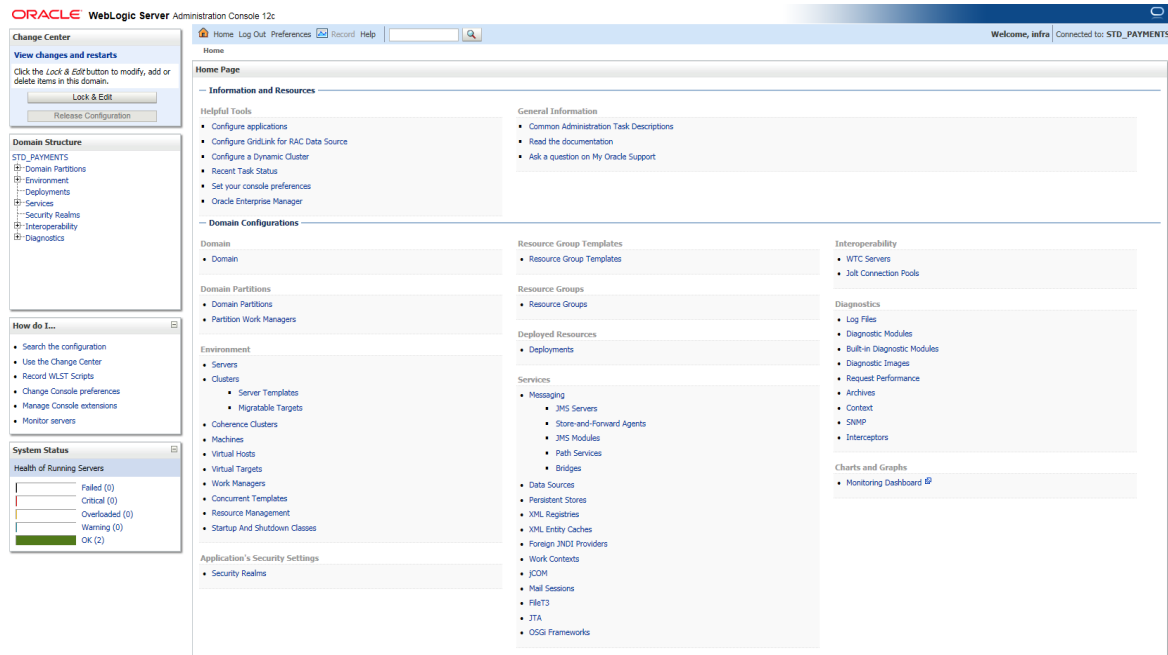 ORACLE WebLogic Server Administration Console 12c
Change Center
View changes and restarts
Click the Lock & Edit button to modify, add or
delete items in this domain.
Lock & Edit
Release Configuration
Domain Structure
STD_PAYMENTS
Domain Partitions
Environment
Deployments
Services
Security Realms
Interoperability
Diagnostics
How do I...
Search the configuration
Use the Change Center
Record WLST Scripts
Change Console preferences
Manage Console extensions
Monitor servers
System Status
Health of Running Servers
Failed (0)
Critical (0)
Overloaded (0)
Warning (0)
OK (2)
Home Log Out Preferences Record Help
Welcome, infra Connected to: STD_PAYMENTS
Home
Home Page
Information and Resources
Helpful Tools
Configure applications
Configure GridLink for RAC Data Source
Configure a Dynamic Cluster
Recent Task Status
Set your console preferences
Oracle Enterprise Manager
General Information
Common Administration Task Descriptions
Read the documentation
Ask a question on My Oracle Support
Domain Configurations
Domain
Domain
Domain Partitions
Domain Partitions
Partition Work Managers
Environment
Servers
Clusters
Server Templates
Migratable Targets
Coherence Clusters
Machines
Virtual Hosts
Virtual Targets
Work Managers
Concurrent Templates
Resource Management
Startup And Shutdown Classes
Application's Security Settings
Security Realms
Resource Group Templates
Resource Group Templates
Resource Groups
Resource Groups
Deployed Resources
Deployments
Services
Messaging
JMS Servers
Store-and-Forward Agents
JMS Modules
Path Services
Bridges
Data Sources
Persistent Stores
XML Registries
XML Entity Caches
Foreign JNDI Providers
Work Contexts
jCOM
Mail Sessions
FileT3
JTA
OSGi Frameworks
Interoperability
WTC Servers
Jolt Connection Pools
Diagnostics
Log Files
Diagnostic Modules
Built-in Diagnostic Modules
Diagnostic Images
Request Performance
Archives
Context
SNMP
Interceptors
Charts and Graphs
Monitoring Dashboard